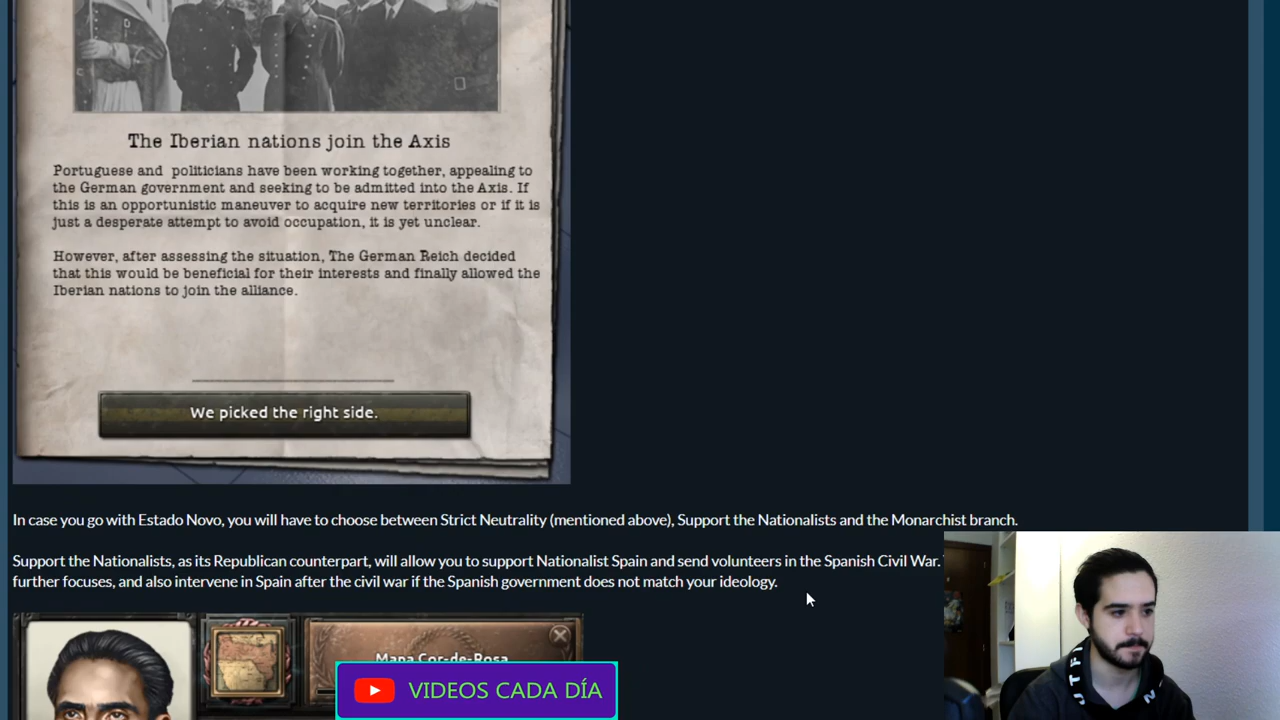 The Iberian nations join the Axis
Portuguese and politicians have been working together, appealing to
the German government and seeking to be admitted into the Axis. If
this is an opportunistic maneuver to acquire new territories or if it is
just a desperate attempt to avoid occupation, it is yet unclear.
However, after assessing the situation, The German Reich decided
that this would be beneficial for their interests and finally allowed the
Iberian nations to join the alliance.
We picked the right side.
In case you go with Estado Novo, you will have to choose between Strict Neutrality (mentioned above), Support the Nationalists and the Monarchist branch.
Support the Nationalists, as its Republican counterpart, will allow you to support Nationalist Spain and send volunteers in the Spanish Civil War.
further focuses, and also intervene in Spain after the civil war if the Spanish government does not match your ideology.
Mapa Cor-de-Rosa
VIDEOS CADA DÍA